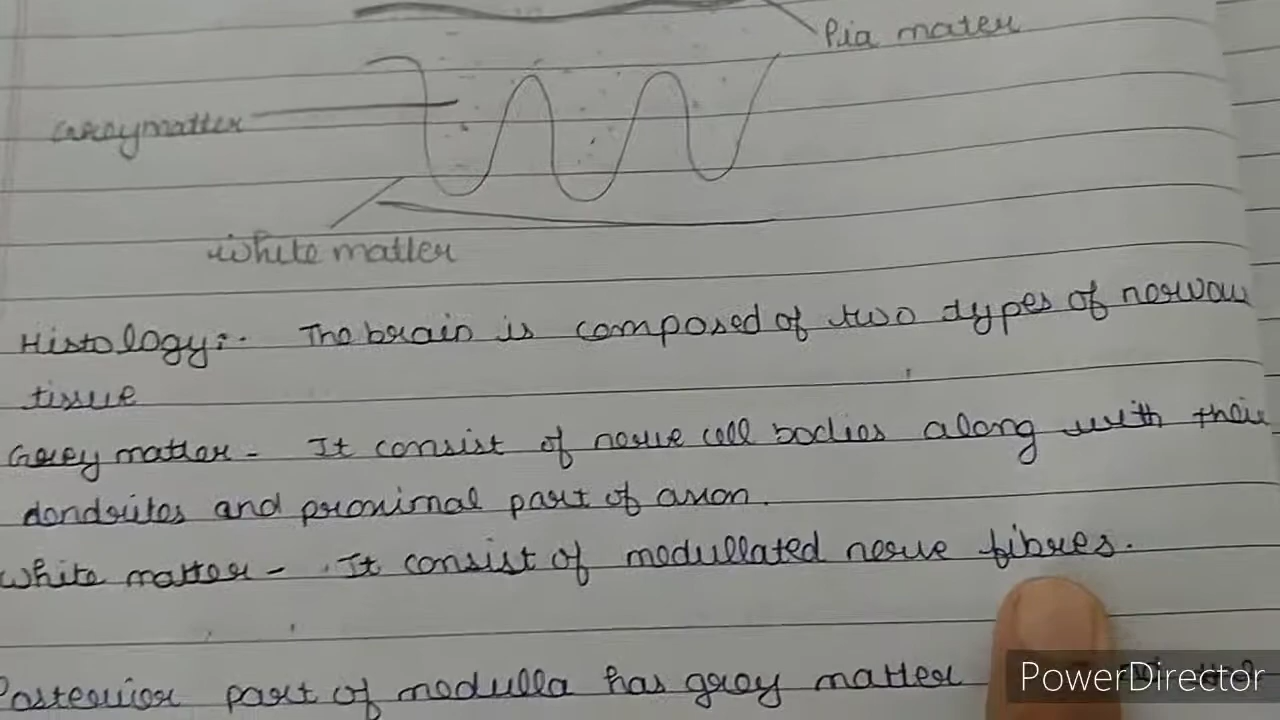 Pia mater
Greymatter
white matter
Histology:- The brain is composed of two types of nervou
tissue
Grey matter - It consist of nerve cell bodies along with their
dendrites and proximal part of axon.
White matter - It consist of medullated nerve fibres.
Posterior part of medulla has grey matter
PowerDirector